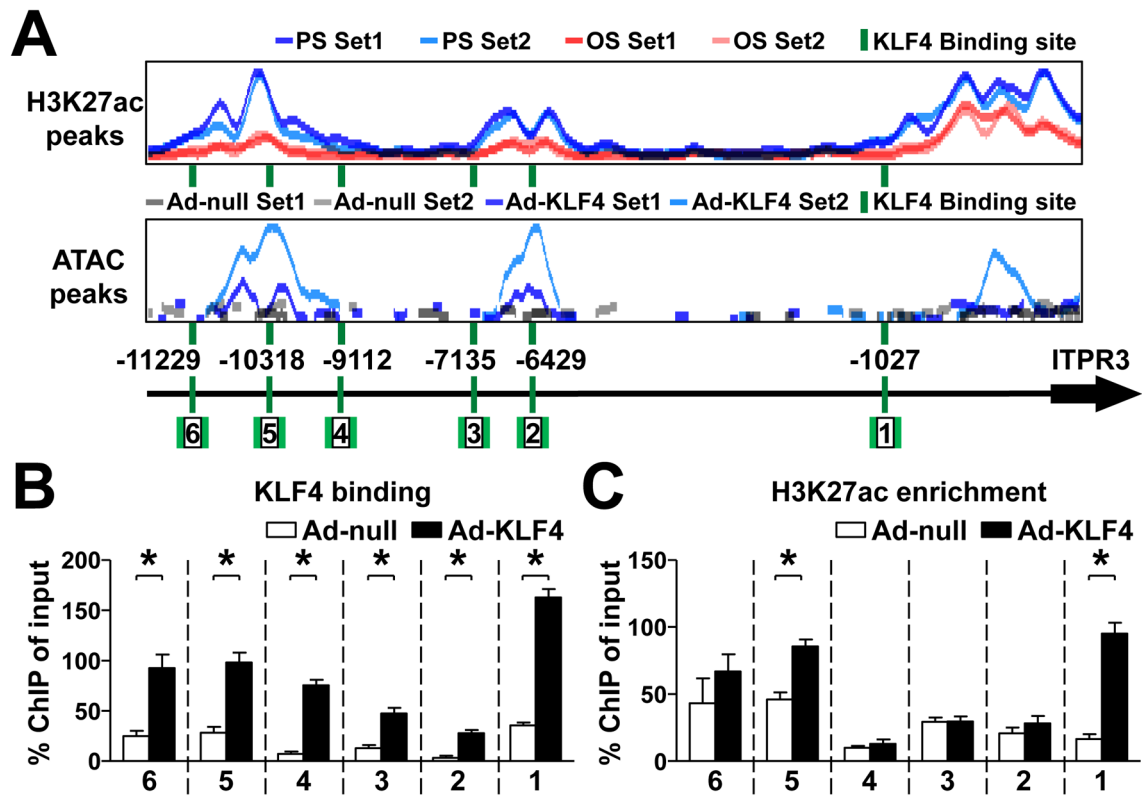 A
PS Set1 PS Set2 OS Set1 OS Set2 KLF4 Binding site
H3K27ac
peaks
Ad-null Set1 Ad-null Set2 Ad-KLF4 Set1 Ad-KLF4 Set2 KLF4 Binding site
ATAC
peaks
-11229 -10318 -9112 -7135 -6429 -1027 ITPR3
6 5 4 3 2 1
B
KLF4 binding
Ad-null Ad-KLF4
% ChIP of input
200
150
100
50
0
* * * * * *
6 5 4 3 2 1
C
H3K27ac enrichment
Ad-null Ad-KLF4
% ChIP of input
150
100
50
0
* *
6 5 4 3 2 1